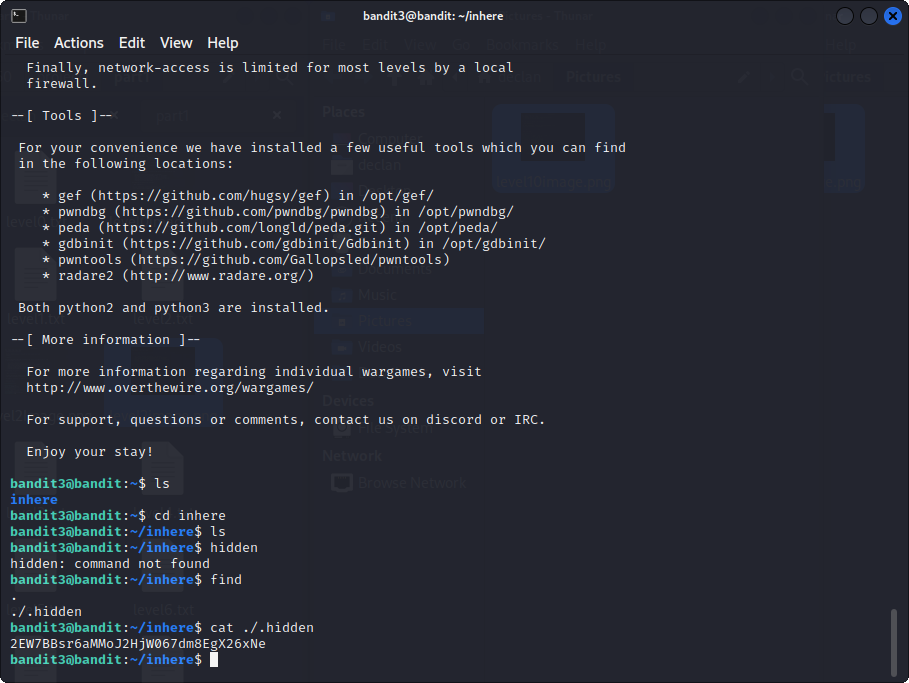 bandit3@bandit: ~/inhere
File Actions Edit View Help
Finally, network-access is limited for most levels by a local
firewall.
--[ Tools ]--
For your convenience we have installed a few useful tools which you can find
in the following locations:
* gef (https://github.com/hugsy/gef) in /opt/gef/
* pwndbg (https://github.com/pwndbg/pwndbg) in /opt/pwndbg/
* peda (https://github.com/longld/peda.git) in /opt/peda/
* gdbinit (https://github.com/gdbinit/Gdbinit) in /opt/gdbinit/
* pwntools (https://github.com/Gallopsled/pwntools)
* radare2 (http://www.radare.org/)
Both python2 and python3 are installed.
--[ More information ]--
For more information regarding individual wargames, visit
http://www.overthewire.org/wargames/
For support, questions or comments, contact us on discord or IRC.
Enjoy your stay!
bandit3@bandit:~$ ls
inhere
bandit3@bandit:~$ cd inhere
bandit3@bandit:~/inhere$ ls
bandit3@bandit:~/inhere$ hidden
hidden: command not found
bandit3@bandit:~/inhere$ find
.
./.hidden
bandit3@bandit:~/inhere$ cat ./.hidden
2EW7BBsr6aMMoJ2HjW067dm8EgX26xNe
bandit3@bandit:~/inhere$
Places
Pictures
Music
Videos
Devices
Network
Browse Network